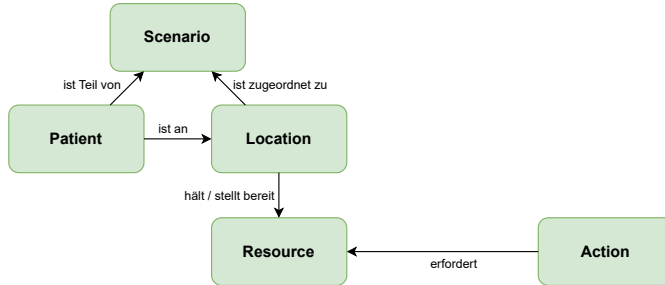 Scenario
ist Teil von
ist zugeordnet zu
Patient
ist an
Location
hält / stellt bereit
Resource
erfordert
Action